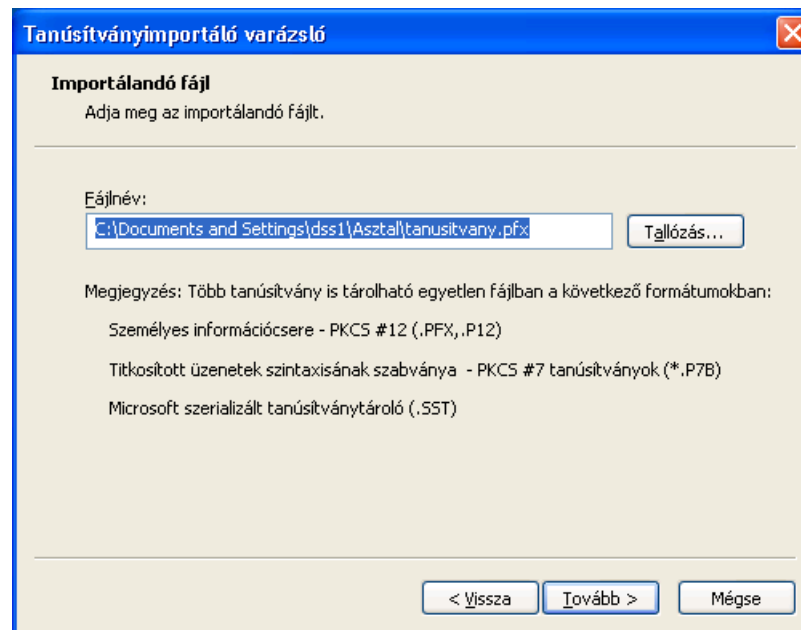 Tanúsítványimportáló varázsló
Importálandó fájl
Adja meg az importálandó fájlt.
Fájlnév:
C:\Documents and Settings\dss1\Asztal\tanusitvany.pfx
Tallózás...
Megjegyzés: Több tanúsítvány is tárolható egyetlen fájlban a következő formátumokban:
Személyes információcsere - PKCS #12 (.PFX,.P12)
Titkosított üzenetek szintaxisának szabványa  - PKCS #7 tanúsítványok (*.P7B)
Microsoft szerializált tanúsítványtároló (.SST)
< Vissza
Tovább >
Mégse